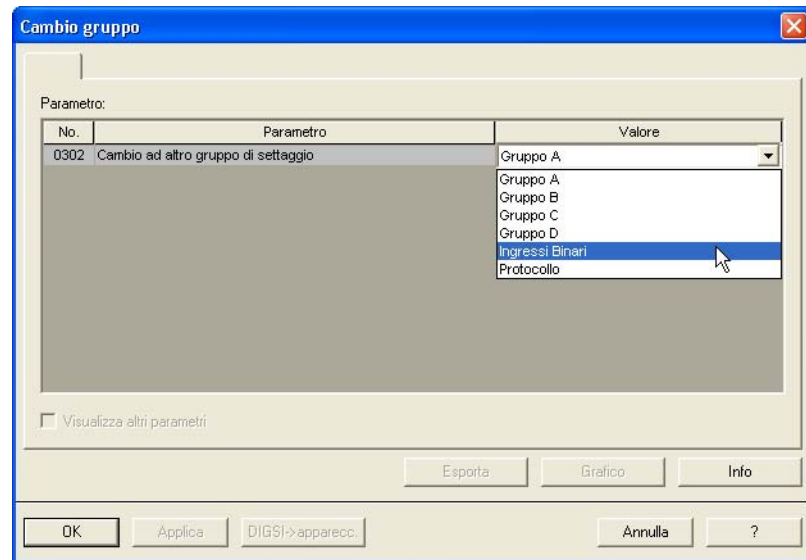 Cambio gruppo
Parametro:
No. Parametro Valore
0302 Cambio ad altro gruppo di settaggio Gruppo A
Gruppo A
Gruppo B
Gruppo C
Gruppo D
Ingressi Binari
Protocollo
Visualizza altri parametri
Esporta Grafico Info
OK Applica DIGSI->apparecc. Annulla ?